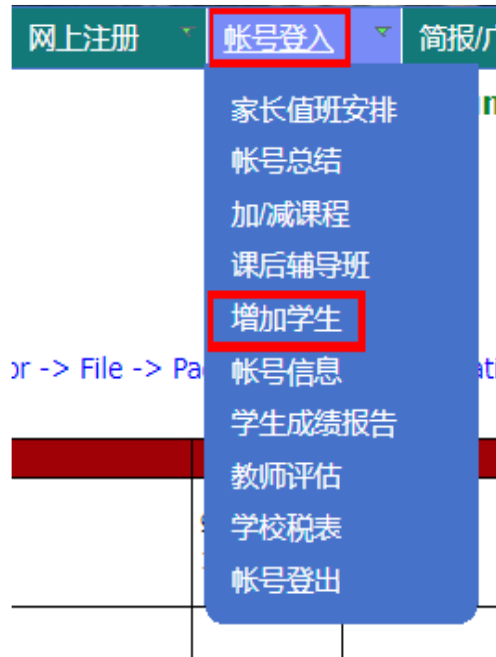 网上注册 帐号登入 简报/
家长值班安排
帐号总结
加/减课程
课后辅导班
增加学生
or -> File -> Pa
帐号信息
学生成绩报告
教师评估
学校税表
帐号登出